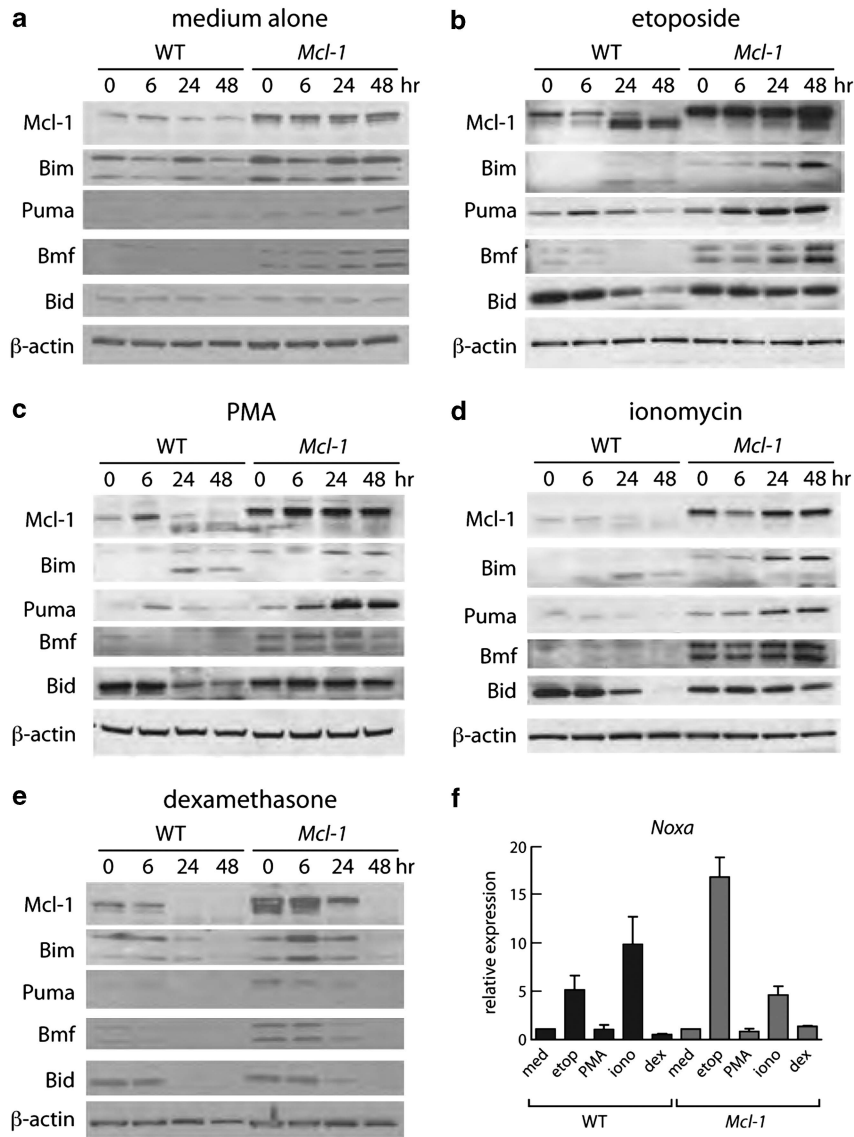 a
medium alone
WT Mcl-1
0 6 24 48 0 6 24 48 hr
Mcl-1
Bim
Puma
Bmf
Bid
β-actin
b
etoposide
WT Mcl-1
0 6 24 48 0 6 24 48 hr
Mcl-1
Bim
Puma
Bmf
Bid
β-actin
c
PMA
WT Mcl-1
0 6 24 48 0 6 24 48 hr
Mcl-1
Bim
Puma
Bmf
Bid
β-actin
d
ionomycin
WT Mcl-1
0 6 24 48 0 6 24 48 hr
Mcl-1
Bim
Puma
Bmf
Bid
β-actin
e
dexamethasone
WT Mcl-1
0 6 24 48 0 6 24 48 hr
Mcl-1
Bim
Puma
Bmf
Bid
β-actin
f
Noxa
relative expression
20
15
10
5
0
med etop PMA iono dex med etop PMA iono dex
WT Mcl-1